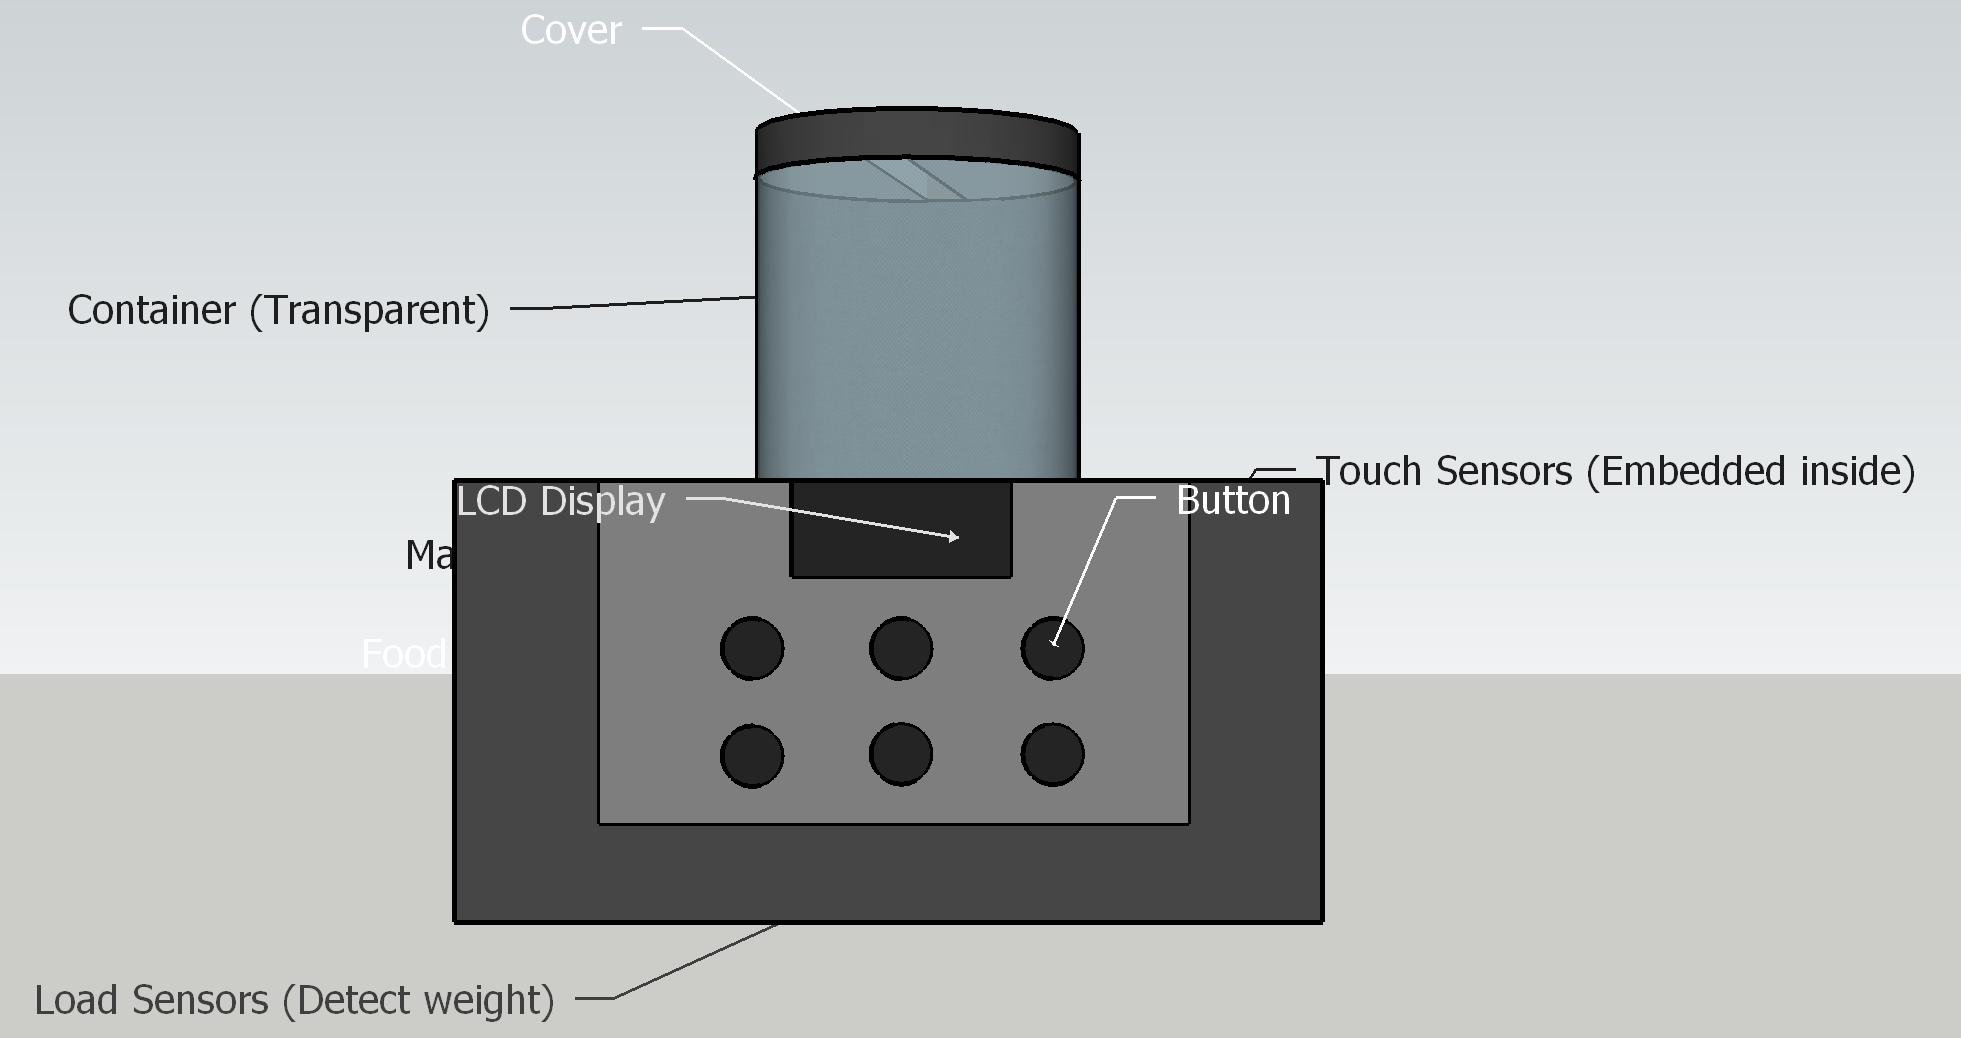 Cover
Container (Transparent)
Touch Sensors (Embedded inside)
LCD Display
Button
Ma
Food
Load Sensors (Detect weight)